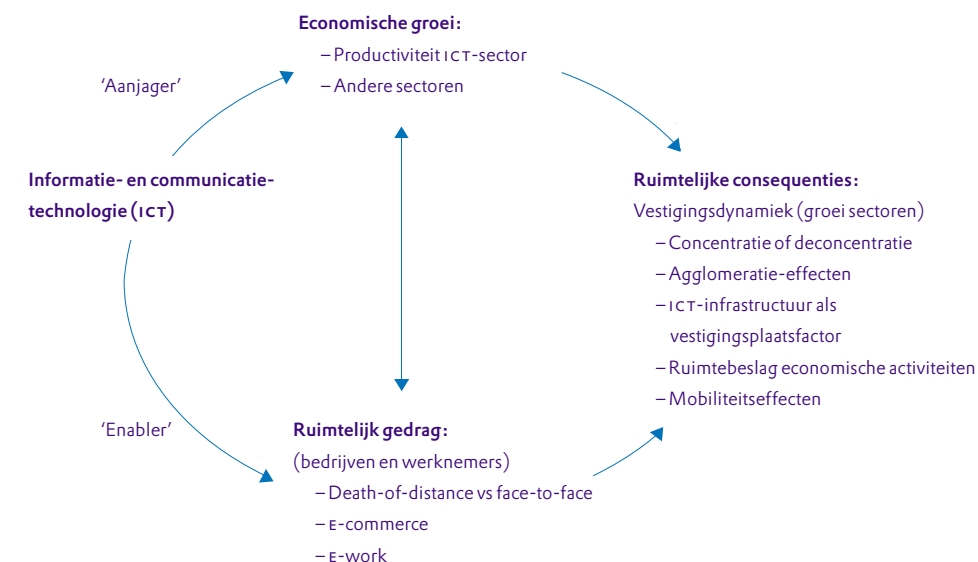 Economische groei:
– Productiviteit ICT-sector
– Andere sectoren
‘Aanjager’
Informatie- en communicatie-
technologie (ICT)
Ruimtelijke consequenties:
Vestigingsdynamiek (groei sectoren)
– Concentratie of deconcentratie
– Agglomeratie-effecten
– ICT-infrastructuur als
vestigingsplaatsfactor
– Ruimtebeslag economische activiteiten
– Mobiliteitseffecten
‘Enabler’
Ruimtelijk gedrag:
(bedrijven en werknemers)
– Death-of-distance vs face-to-face
– E-commerce
– E-work